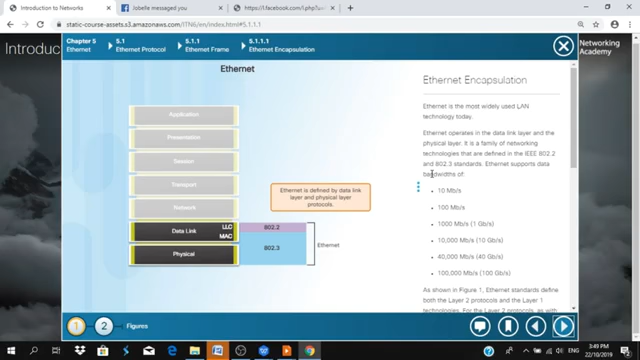 Introduction to Networks
Jobelle messaged you
https://l.facebook.com/l.php?u=
static-course-assets.s3.amazonaws.com/ITN6/en/index.html#5.1.1.1
Introduction
Networking
Academy
Chapter 5
Ethernet
5.1
Ethernet Protocol
5.1.1
Ethernet Frame
5.1.1.1
Ethernet Encapsulation
Ethernet
Application
Presentation
Session
Transport
Network
Data Link
LLC
MAC
Physical
802.2
802.3
Ethernet
Ethernet is defined by data link
layer and physical layer
protocols.
Ethernet Encapsulation
Ethernet is the most widely used LAN
technology today.
Ethernet operates in the data link layer and the
physical layer. It is a family of networking
technologies that are defined in the IEEE 802.2
and 802.3 standards. Ethernet supports data
bandwidths of:
• 10 Mb/s
• 100 Mb/s
• 1000 Mb/s (1 Gb/s)
• 10,000 Mb/s (10 Gb/s)
• 40,000 Mb/s (40 Gb/s)
• 100,000 Mb/s (100 Gb/s)
As shown in Figure 1, Ethernet standards define
both the Layer 2 protocols and the Layer 1
technologies. For the Layer 2 protocols, as with
1
2
Figures
ENG
3:49 PM
22/10/2019